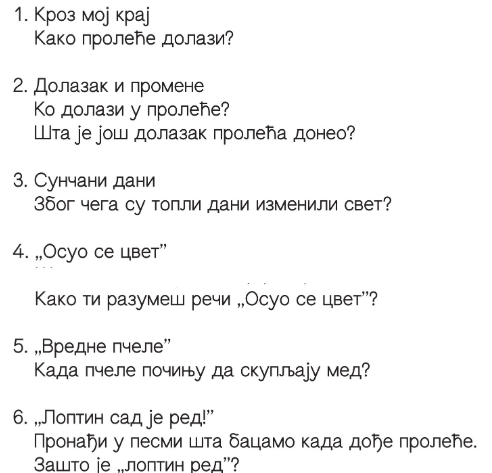 1. Кроз мој крај
Како пролеће долази?
2. Долазак и промене
Ко долази у пролеће?
Шта је још долазак пролећа донео?
3. Сунчани дани
Због чега су топли дани изменили свет?
4. „Осуо се цвет”
Како ти разумеш речи „Осуо се цвет”?
5. „Вредне пчеле”
Када пчеле почињу да скупљају мед?
6. „Лоптин сад је ред!”
Пронађи у песми шта бацамо када дође пролеће.
Зашто је „лоптин ред”?